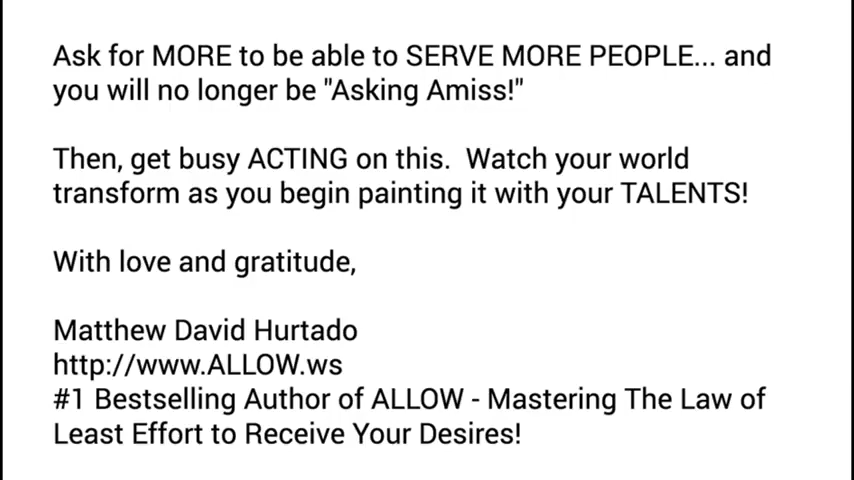 Ask for MORE to be able to SERVE MORE PEOPLE... and
you will no longer be "Asking Amiss!"
Then, get busy ACTING on this.  Watch your world
transform as you begin painting it with your TALENTS!
With love and gratitude,
Matthew David Hurtado
http://www.ALLOW.ws
#1 Bestselling Author of ALLOW - Mastering The Law of
Least Effort to Receive Your Desires!